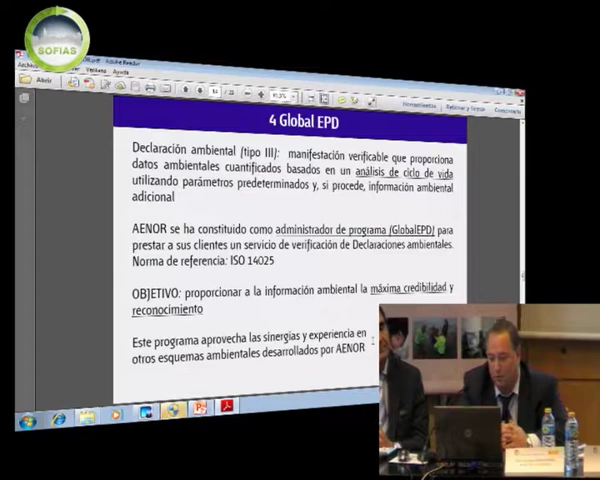 SOFIAS
Adobe Reader
Ventana Ayuda
Abrir
4 Global EPD
Declaración ambiental (tipo III): manifestación verificable que proporciona
datos ambientales cuantificados basados en un análisis de ciclo de vida
utilizando parámetros predeterminados y, si procede, información ambiental
adicional
AENOR se ha constituido como administrador de programa (GlobalEPD) para
prestar a sus clientes un servicio de verificación de Declaraciones ambientales.
Norma de referencia: ISO 14025
OBJETIVO: proporcionar a la información ambiental la máxima credibilidad y
reconocimiento
Este programa aprovecha las sinergias y experiencia en
otros esquemas ambientales desarrollados por AENOR